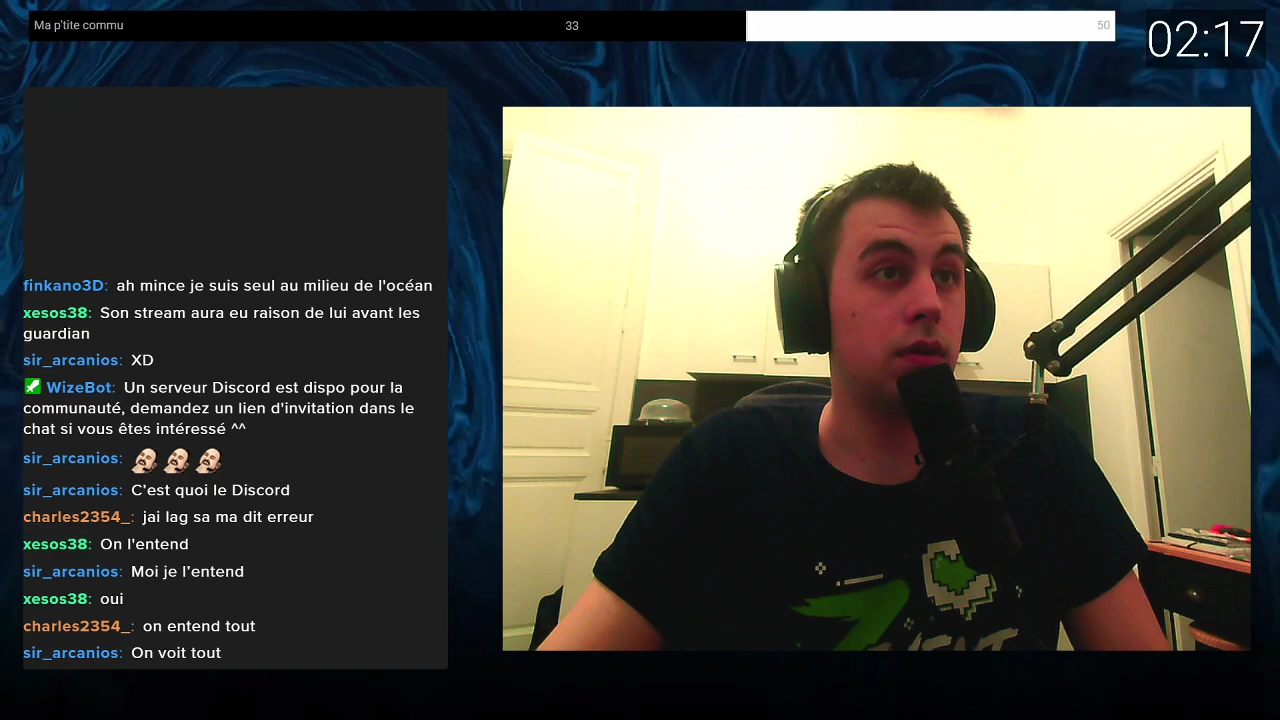 Ma p'tite commu 33 50
02:17
finkano3D: ah mince je suis seul au milieu de l'océan
xesos38: Son stream aura eu raison de lui avant les
guardian
sir_arcanios: XD
WizeBot: Un serveur Discord est dispo pour la
communauté, demandez un lien d'invitation dans le
chat si vous êtes intéressé ^^
sir_arcanios:
sir_arcanios: C'est quoi le Discord
charles2354_: jai lag sa ma dit erreur
xesos38: On l'entend
sir_arcanios: Moi je l'entend
xesos38: oui
charles2354_: on entend tout
sir_arcanios: On voit tout